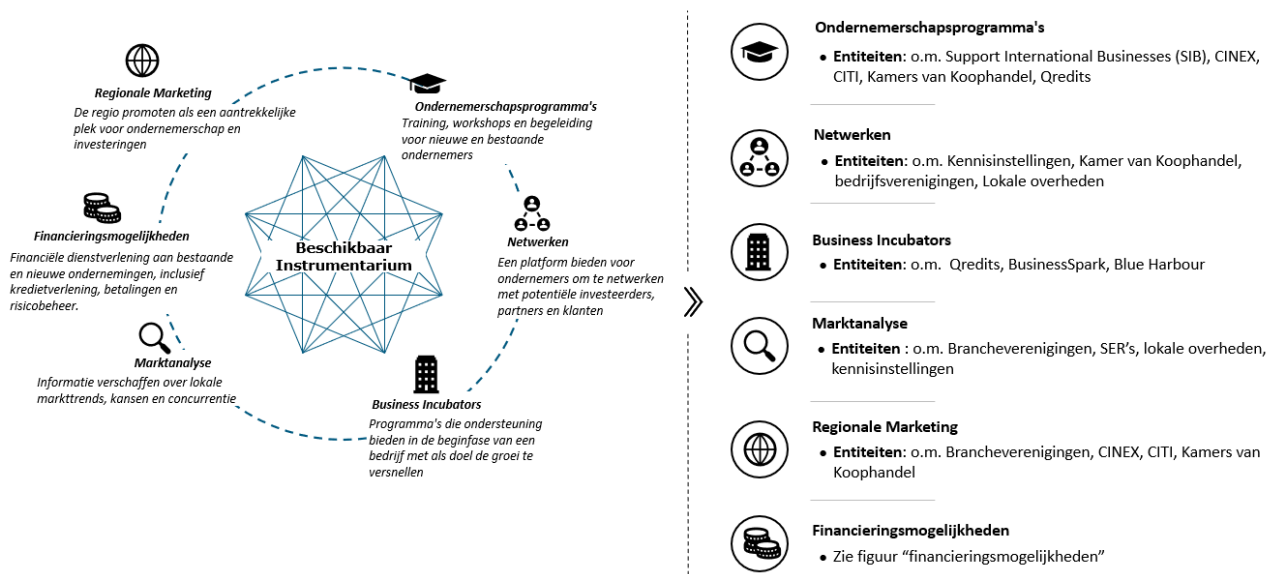 Regionale Marketing
De regio promoten als een aantrekkelijke
plek voor ondernemerschap en
investeringen
Ondernemerschapsprogramma's
Training, workshops en begeleiding
voor nieuwe en bestaande
ondernemers
Financieringsmogelijkheden
Financiële dienstverlening aan bestaande
en nieuwe ondernemingen, inclusief
kredietverlening, betalingen en
risicobeheer.
Beschikbaar
Instrumentarium
Netwerken
Een platform bieden voor
ondernemers om te netwerken
met potentiële investeerders,
partners en klanten
Marktanalyse
Informatie verschaffen over lokale
markttrends, kansen en concurrentie
Business Incubators
Programma's die ondersteuning
bieden in de beginfase van een
bedrijf met als doel de groei te
versnellen
Ondernemerschapsprogramma's
• Entiteiten: o.m. Support International Businesses (SIB), CINEX,
CITI, Kamers van Koophandel, Qredits
Netwerken
• Entiteiten: o.m. Kennisinstellingen, Kamer van Koophandel,
bedrijfsverenigingen, Lokale overheden
Business Incubators
• Entiteiten: o.m. Qredits, BusinessSpark, Blue Harbour
Marktanalyse
• Entiteiten : o.m. Brancheverenigingen, SER's, lokale overheden,
kennisinstellingen
Regionale Marketing
• Entiteiten: o.m. Brancheverenigingen, CINEX, CITI, Kamers van
Koophandel
Financieringsmogelijkheden
• Zie figuur “financieringsmogelijkheden”